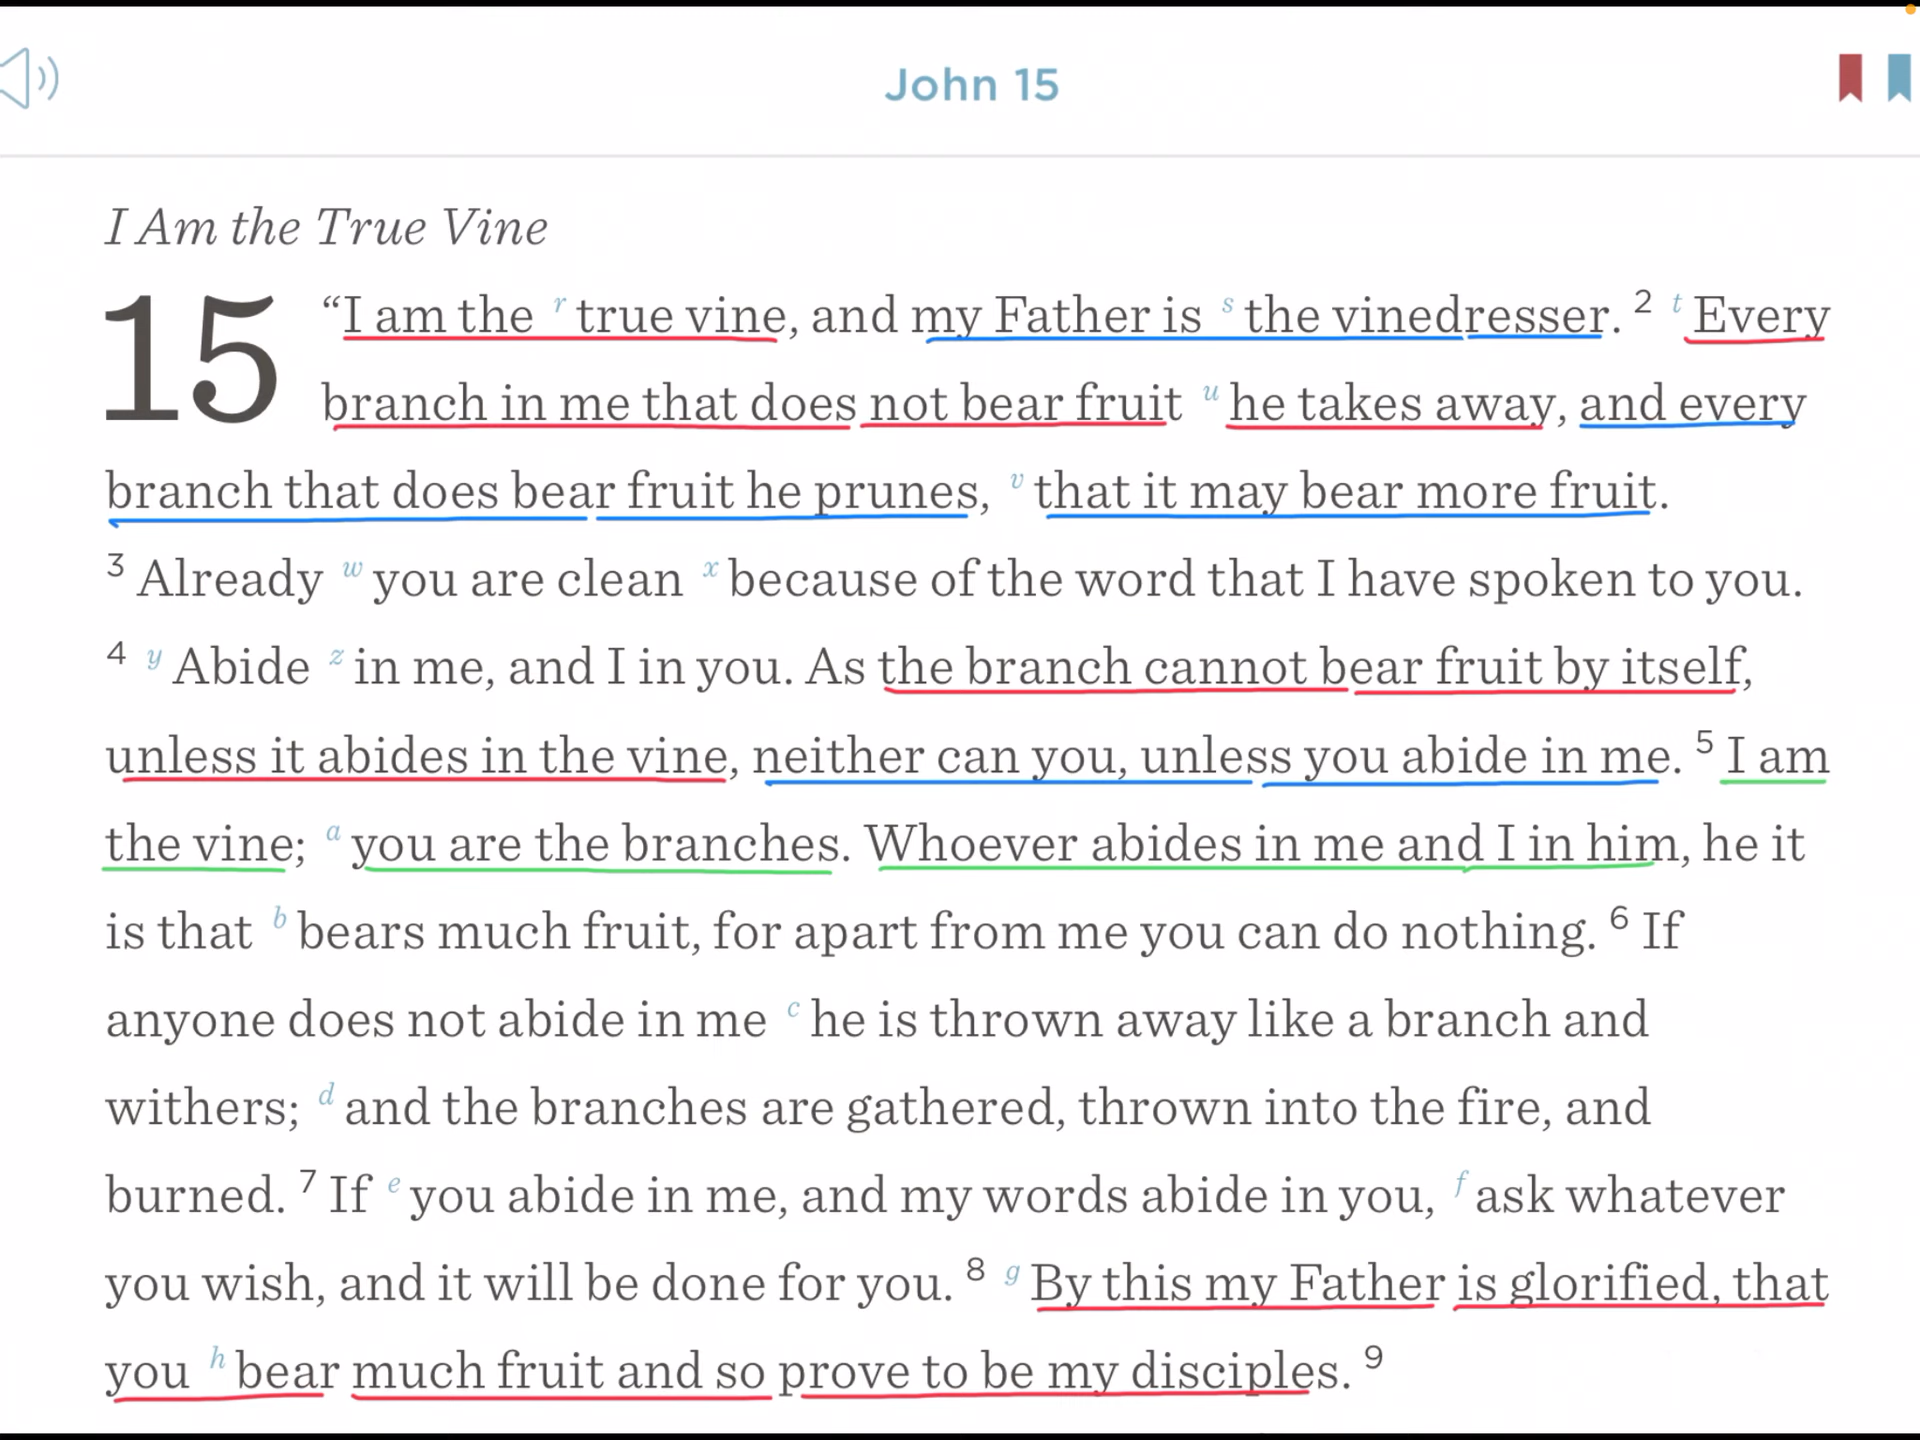 John 15
I Am the True Vine
15 “I am the r true vine, and my Father is s the vinedresser. 2 t Every
branch in me that does not bear fruit u he takes away, and every
branch that does bear fruit he prunes, v that it may bear more fruit.
3 Already w you are clean x because of the word that I have spoken to you.
4 y Abide z in me, and I in you. As the branch cannot bear fruit by itself,
unless it abides in the vine, neither can you, unless you abide in me. 5 I am
the vine; a you are the branches. Whoever abides in me and I in him, he it
is that b bears much fruit, for apart from me you can do nothing. 6 If
anyone does not abide in me c he is thrown away like a branch and
withers; d and the branches are gathered, thrown into the fire, and
burned. 7 If e you abide in me, and my words abide in you, f ask whatever
you wish, and it will be done for you. 8 g By this my Father is glorified, that
you h bear much fruit and so prove to be my disciples. 9